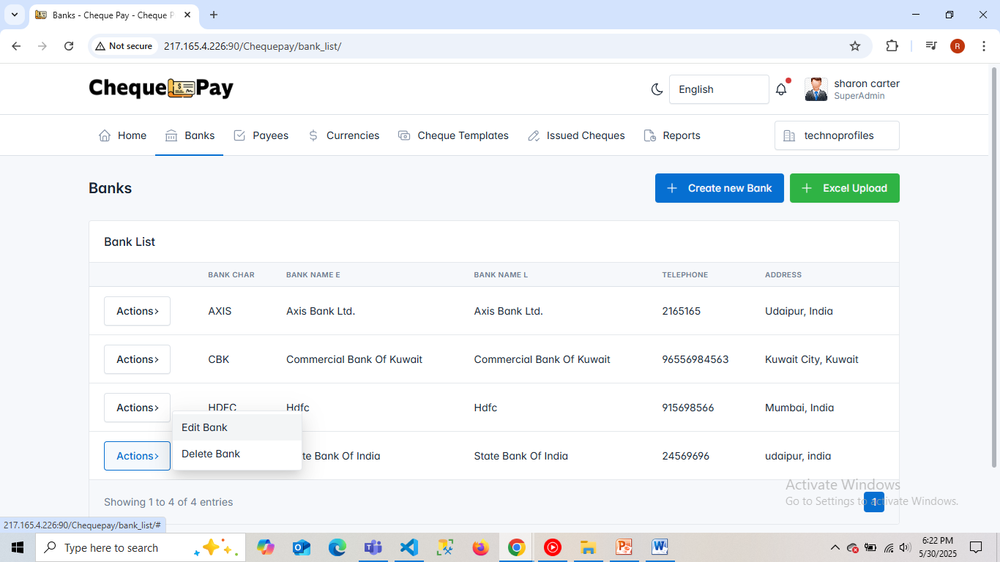 Banks - Cheque Pay - Cheque P
Not secure
217.165.4.226:90/Chequepay/bank_list/
R
Cheque Pay
English
sharon carter
SuperAdmin
Home
Banks
Payees
Currencies
Cheque Templates
Issued Cheques
Reports
technoprofiles
Banks
+ Create new Bank
+ Excel Upload
Bank List
BANK CHAR BANK NAME E BANK NAME L TELEPHONE ADDRESS
Actions› AXIS Axis Bank Ltd. Axis Bank Ltd. 2165165 Udaipur, India
Actions› CBK Commercial Bank Of Kuwait Commercial Bank Of Kuwait 96556984563 Kuwait City, Kuwait
Actions› HDFC Hdfc Hdfc 915698566 Mumbai, India
Edit Bank
Delete Bank
Actions› te Bank Of India State Bank Of India 24569696 udaipur, india
Showing 1 to 4 of 4 entries
1
Activate Windows
Go to Settings to activate Windows.
217.165.4.226:90/Chequepay/bank_list/#
Type here to search
6:22 PM
5/30/2025